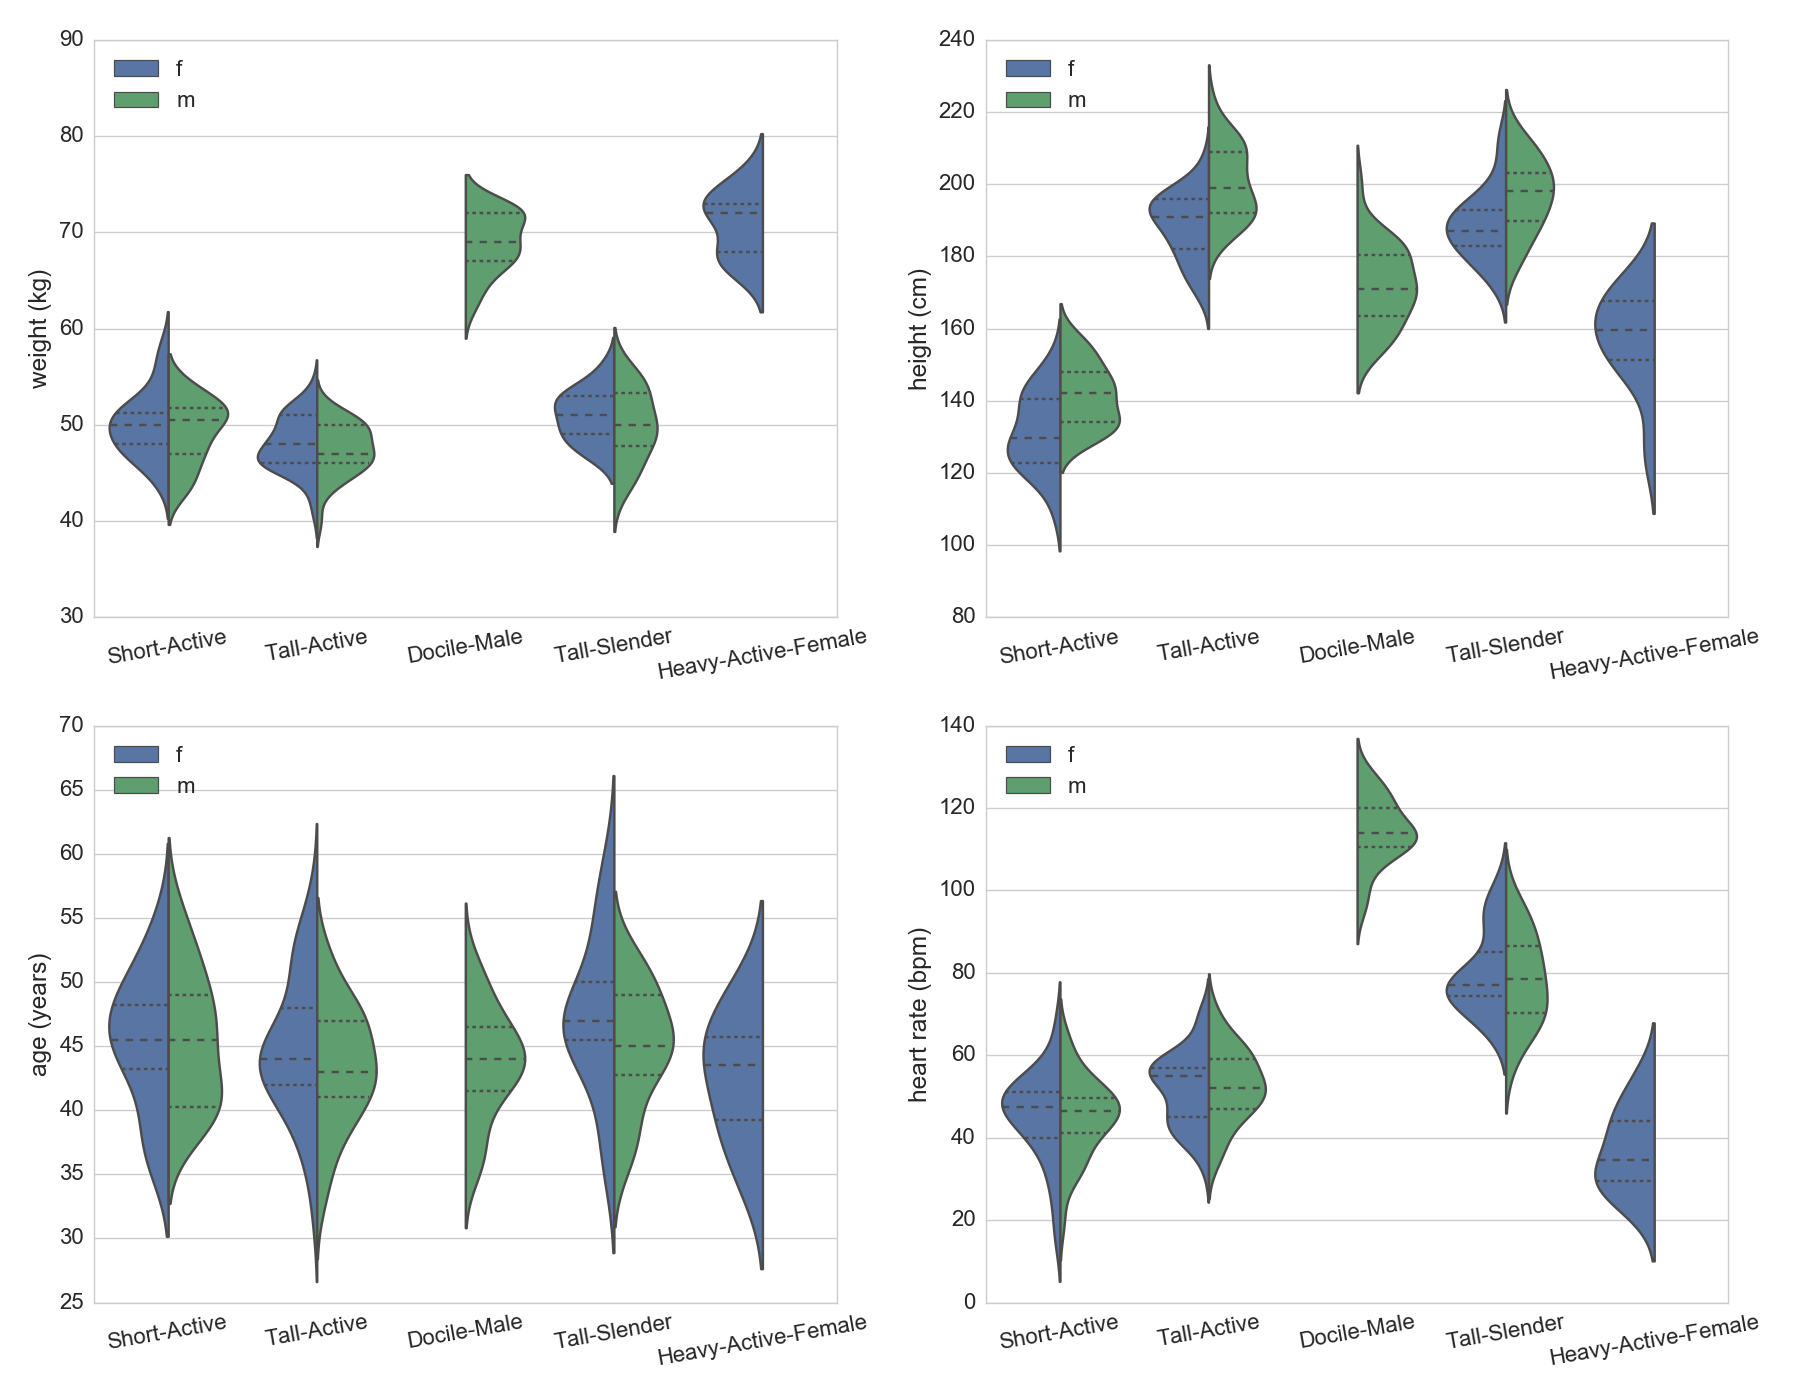 weight (kg)
90
80
70
60
50
40
30
f
m
Short-Active
Tall-Active
Docile-Male
Tall-Slender
Heavy-Active-Female
height (cm)
240
220
200
180
160
140
120
100
80
f
m
Short-Active
Tall-Active
Docile-Male
Tall-Slender
Heavy-Active-Female
age (years)
70
65
60
55
50
45
40
35
30
25
f
m
Short-Active
Tall-Active
Docile-Male
Tall-Slender
Heavy-Active-Female
heart rate (bpm)
140
120
100
80
60
40
20
0
f
m
Short-Active
Tall-Active
Docile-Male
Tall-Slender
Heavy-Active-Female